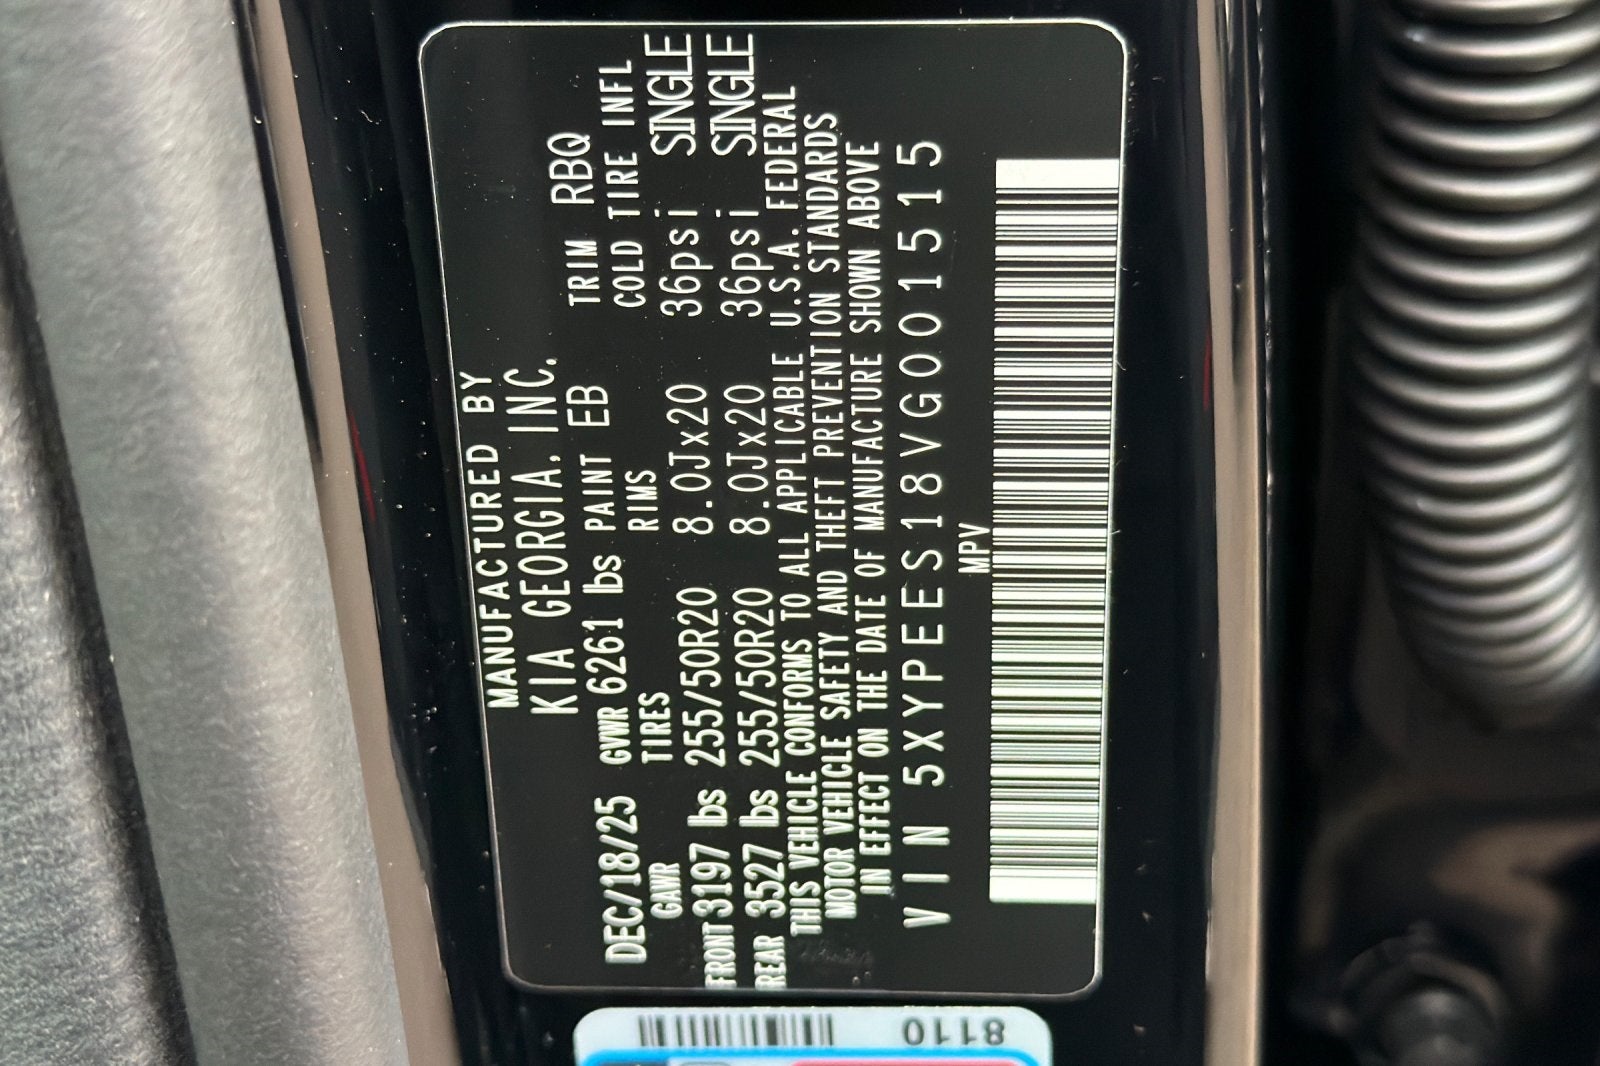 MANUFACTURED BY
KIA GEORGIA, INC.
DEC/18/25 GVWR 6261 lbs PAINT EB TRIM RBQ
GAWR TIRES RIMS COLD TIRE INFL
FRONT 3197 lbs 255/50R20 8.0Jx20 36psi SINGLE
REAR 3527 lbs 255/50R20 8.0Jx20 36psi SINGLE
THIS VEHICLE CONFORMS TO ALL APPLICABLE U.S.A. FEDERAL
MOTOR VEHICLE SAFETY AND THEFT PREVENTION STANDARDS
IN EFFECT ON THE DATE OF MANUFACTURE SHOWN ABOVE
VIN 5XYPEES18VG001515
MPV
8110